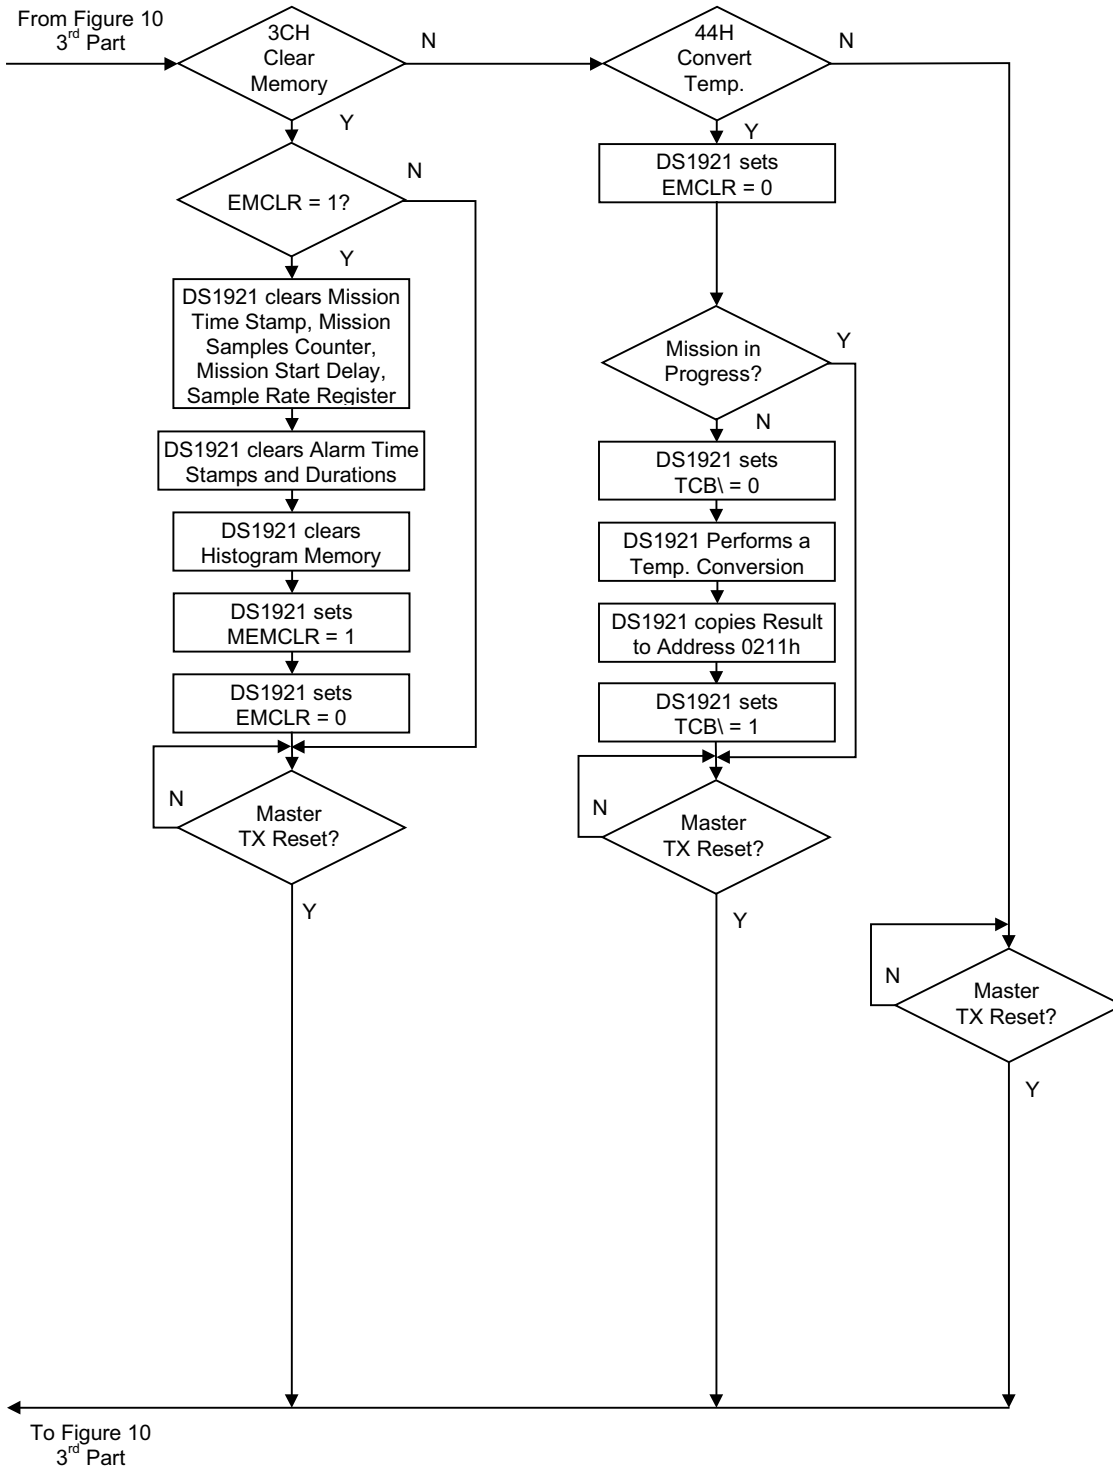 From Figure 10
3rd Part
3CH
Clear
Memory
N
44H
Convert
Temp.
N
Y
Y
EMCLR = 1?
N
DS1921 sets
EMCLR = 0
Y
DS1921 clears Mission
Time Stamp, Mission
Samples Counter,
Mission Start Delay,
Sample Rate Register
Mission in
Progress?
Y
N
DS1921 clears Alarm Time
Stamps and Durations
DS1921 sets
TCB\ = 0
DS1921 clears
Histogram Memory
DS1921 Performs a
Temp. Conversion
DS1921 sets
MEMCLR = 1
DS1921 copies Result
to Address 0211h
DS1921 sets
EMCLR = 0
DS1921 sets
TCB\ = 1
N
Master
TX Reset?
N
Master
TX Reset?
Y
Y
N
Master
TX Reset?
Y
To Figure 10
3rd Part